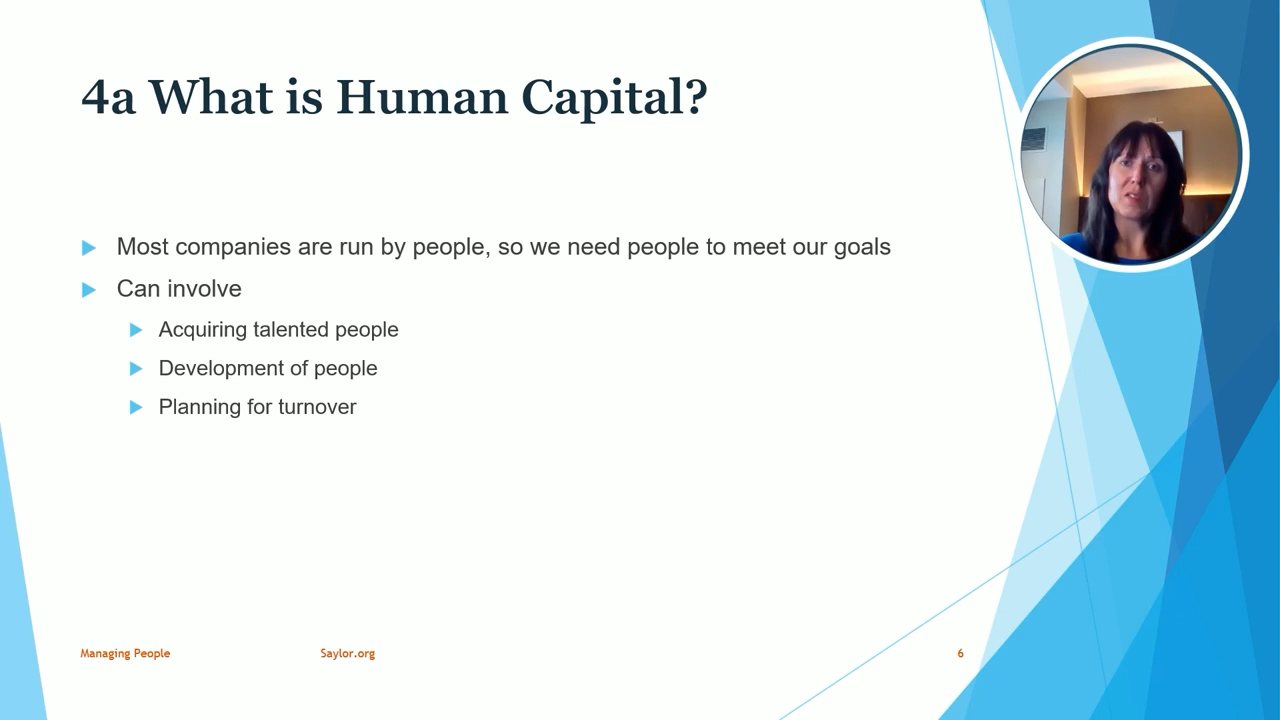 4a What is Human Capital?
Most companies are run by people, so we need people to meet our goals
Can involve
Acquiring talented people
Development of people
Planning for turnover
Managing People
Saylor.org
6